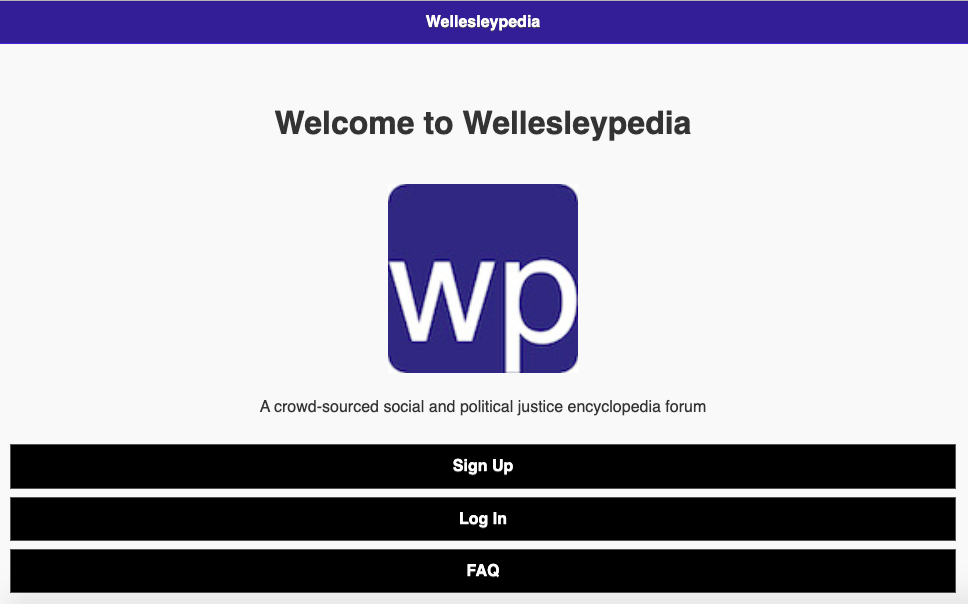 Wellesleypedia
Welcome to Wellesleypedia
wp
A crowd-sourced social and political justice encyclopedia forum
Sign Up
Log In
FAQ